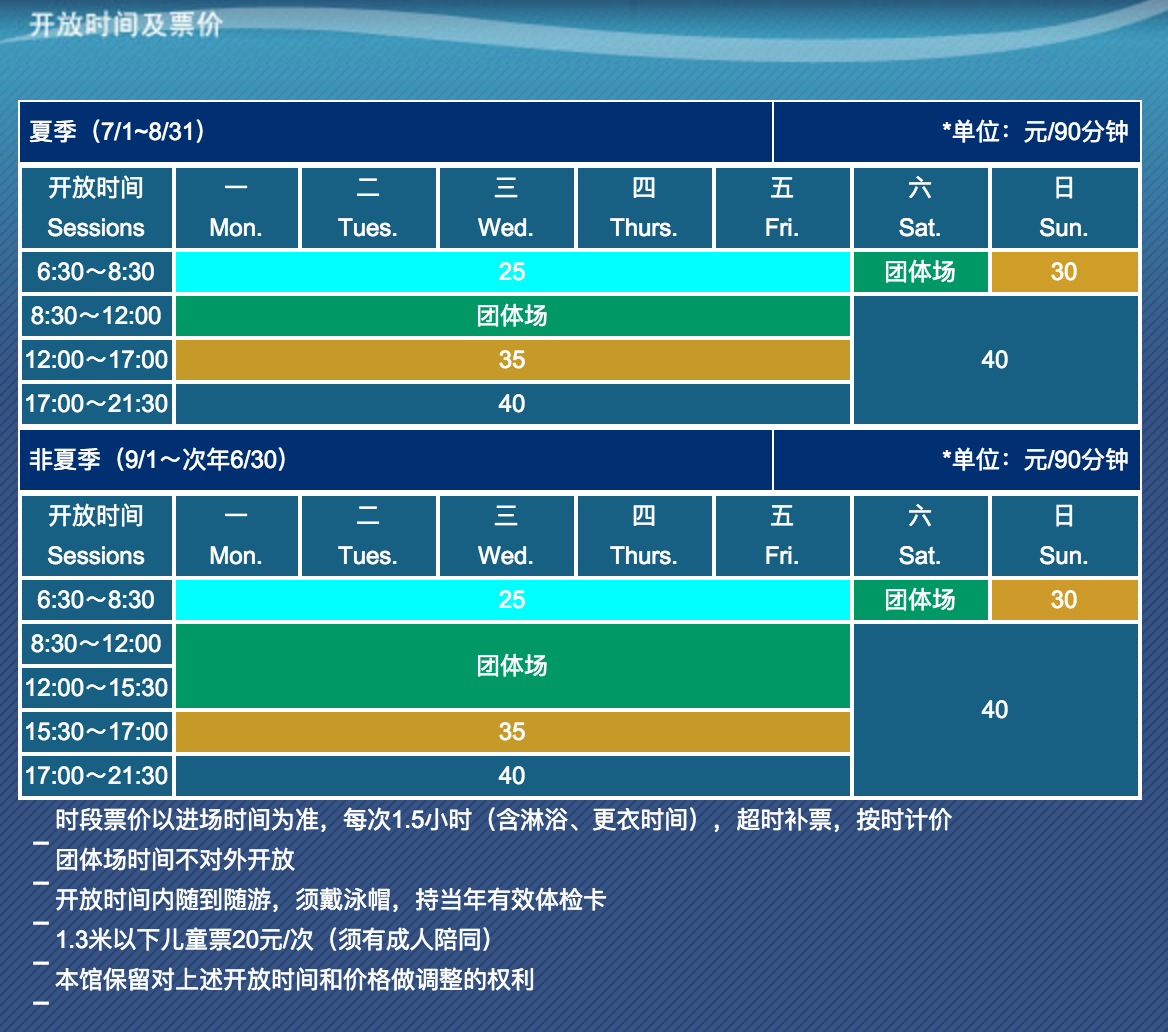 开放时间及票价
夏季（7/1~8/31） *单位：元/90分钟
开放时间 一 二 三 四 五 六 日
Sessions Mon. Tues. Wed. Thurs. Fri. Sat. Sun.
6:30～8:30 25 团体场 30
8:30～12:00 团体场
12:00～17:00 35 40
17:00～21:30 40
非夏季（9/1～次年6/30） *单位：元/90分钟
开放时间 一 二 三 四 五 六 日
Sessions Mon. Tues. Wed. Thurs. Fri. Sat. Sun.
6:30～8:30 25 团体场 30
8:30～12:00
团体场
12:00～15:30
40
15:30～17:00 35
17:00～21:30 40
时段票价以进场时间为准，每次1.5小时（含淋浴、更衣时间），超时补票，按时计价
团体场时间不对外开放
开放时间内随到随游，须戴泳帽，持当年有效体检卡
1.3米以下儿童票20元/次（须有成人陪同）
本馆保留对上述开放时间和价格做调整的权利